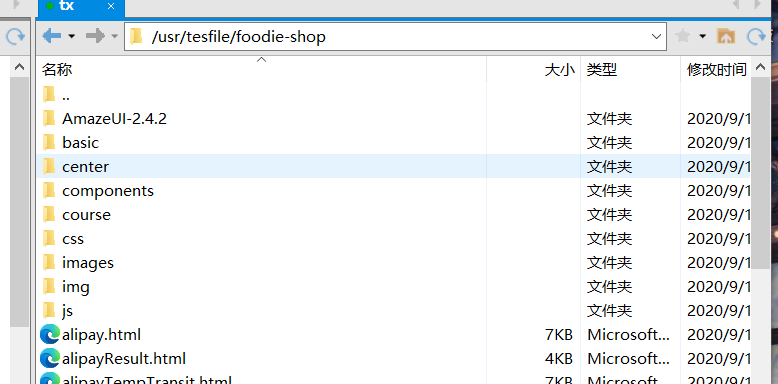 tx
/usr/tesfile/foodie-shop
名称 大小 类型 修改时间
..
AmazeUI-2.4.2 文件夹 2020/9/1
basic 文件夹 2020/9/1
center 文件夹 2020/9/1
components 文件夹 2020/9/1
course 文件夹 2020/9/1
css 文件夹 2020/9/1
images 文件夹 2020/9/1
img 文件夹 2020/9/1
js 文件夹 2020/9/1
alipay.html 7KB Microsoft... 2020/9/1
alipayResult.html 4KB Microsoft... 2020/9/1
alipayTempTransit.html 7KB Microsoft... 2020/9/1